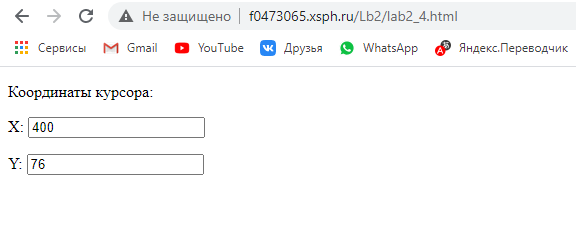 Не защищено | f0473065.xsph.ru/Lb2/lab2_4.html
Сервисы Gmail YouTube Друзья WhatsApp Яндекс.Переводчик
Координаты курсора:
X: 400
Y: 76